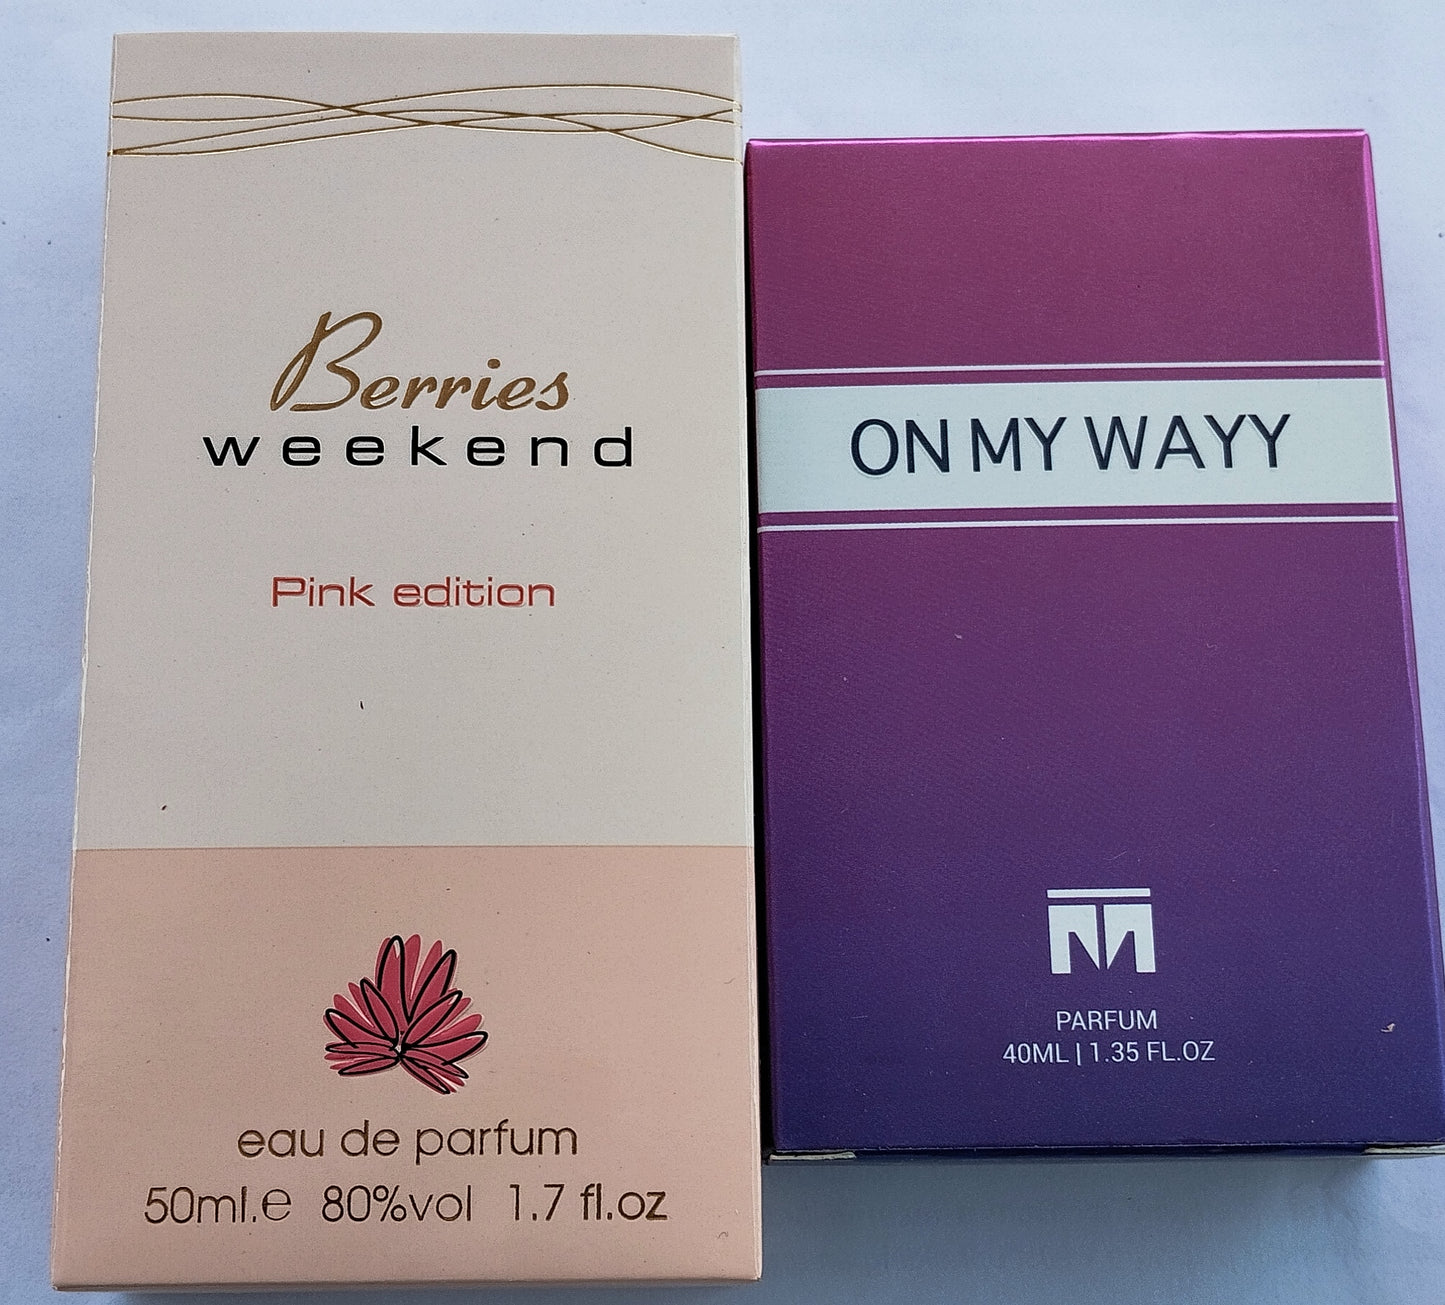 Berries
weekend
Pink edition
eau de parfum
50ml.e 80%vol 1.7 fl.oz
ON MY WAYY
PARFUM
40ML | 1.35 FL.OZ